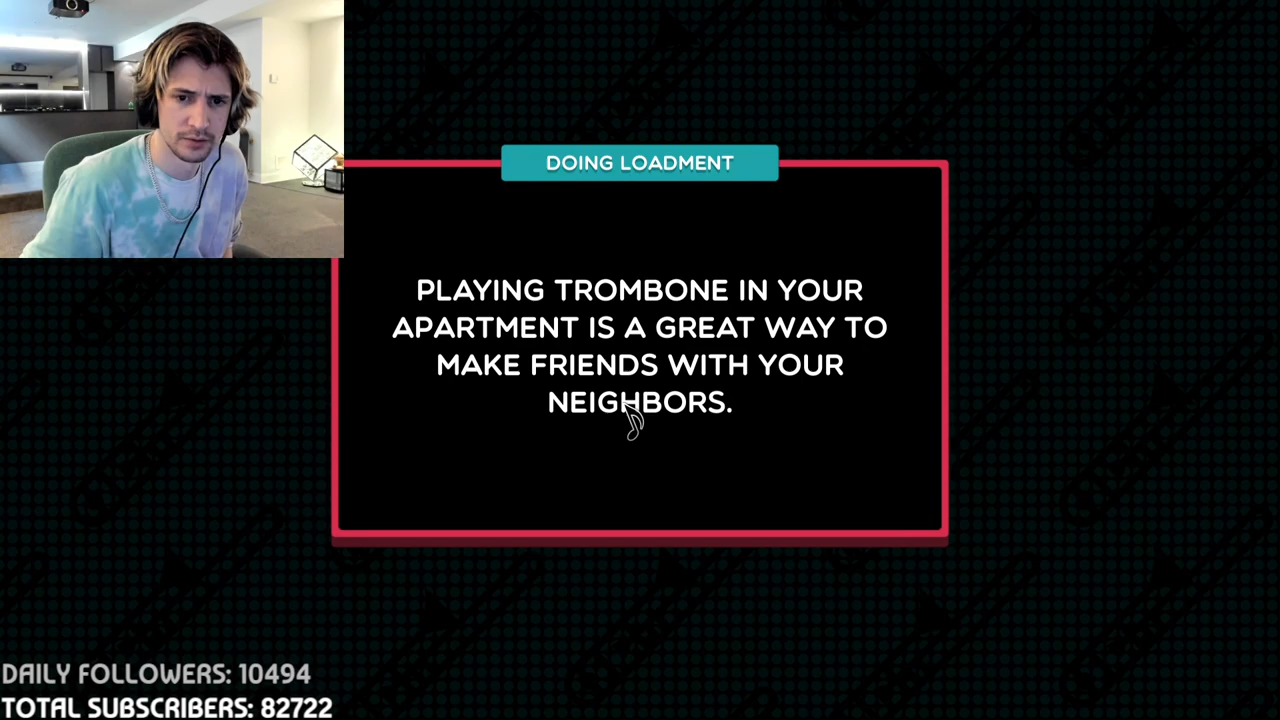 DOING LOADMENT
PLAYING TROMBONE IN YOUR
APARTMENT IS A GREAT WAY TO
MAKE FRIENDS WITH YOUR
NEIGHBORS.
DAILY FOLLOWERS: 10494
TOTAL SUBSCRIBERS: 82722